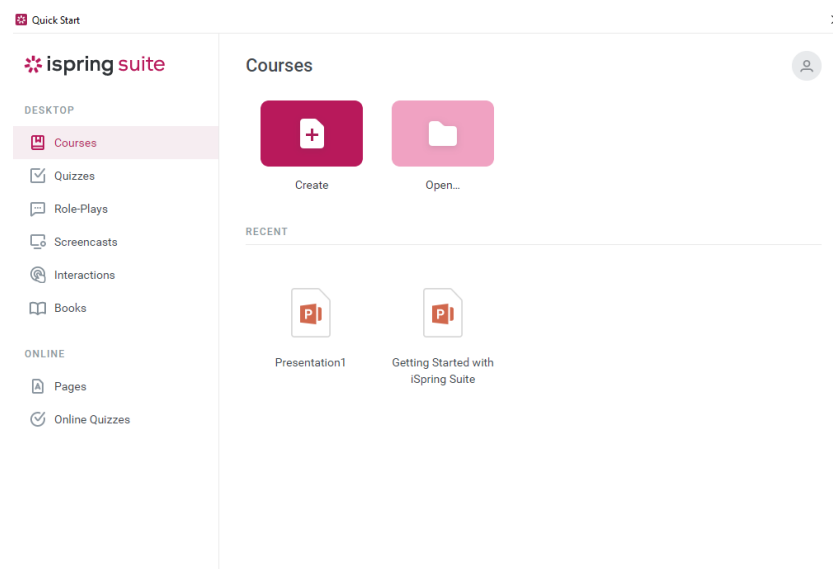 Quick Start
ispring suite
DESKTOP
Courses
Quizzes
Role-Plays
Screencasts
Interactions
Books
ONLINE
Pages
Online Quizzes
Courses
Create
Open...
RECENT
Presentation1
Getting Started with
iSpring Suite